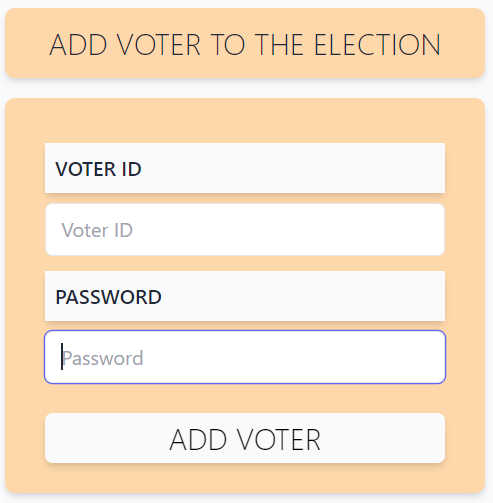 ADD VOTER TO THE ELECTION
VOTER ID
Voter ID
PASSWORD
Password
ADD VOTER